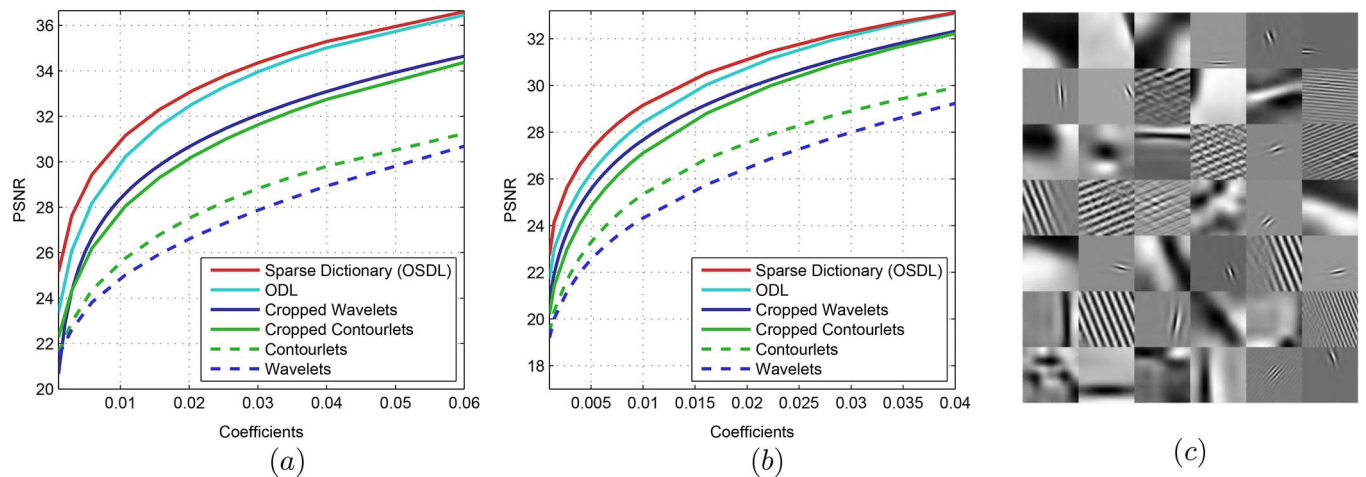 36
34
32
30
28
26
24
22
20
PSNR
0.01 0.02 0.03 0.04 0.05 0.06
Coefficients
Sparse Dictionary (OSDL)
ODL
Cropped Wavelets
Cropped Contourlets
Contourlets
Wavelets
(a)
32
30
28
26
24
22
20
18
PSNR
0.005 0.01 0.015 0.02 0.025 0.03 0.035 0.04
Coefficients
Sparse Dictionary (OSDL)
ODL
Cropped Wavelets
Cropped Contourlets
Contourlets
Wavelets
(b)
(c)